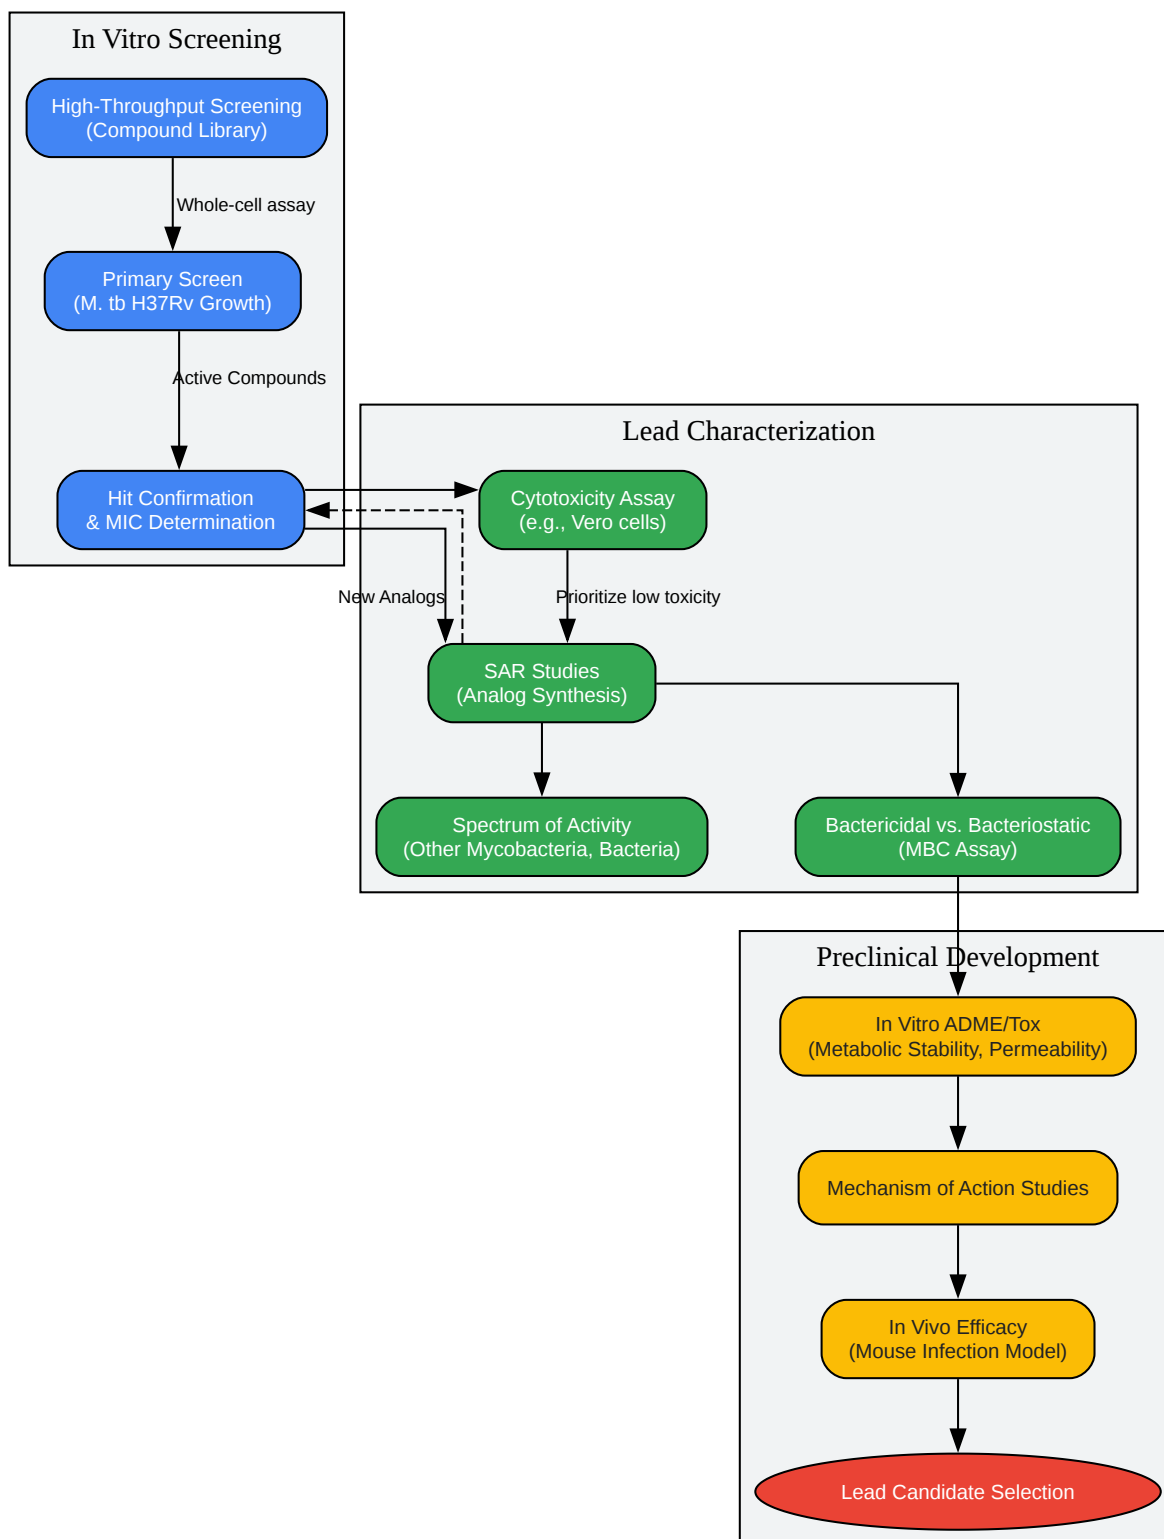 In Vitro Screening
High-Throughput Screening
(Compound Library)
Whole-cell assay
Primary Screen
(M. tb H37Rv Growth)
Active Compounds
Hit Confirmation
& MIC Determination
Lead Characterization
Cytotoxicity Assay
(e.g., Vero cells)
New Analogs
Prioritize low toxicity
SAR Studies
(Analog Synthesis)
Spectrum of Activity
(Other Mycobacteria, Bacteria)
Bactericidal vs. Bacteriostatic
(MBC Assay)
Preclinical Development
In Vitro ADME/Tox
(Metabolic Stability, Permeability)
Mechanism of Action Studies
In Vivo Efficacy
(Mouse Infection Model)
Lead Candidate Selection